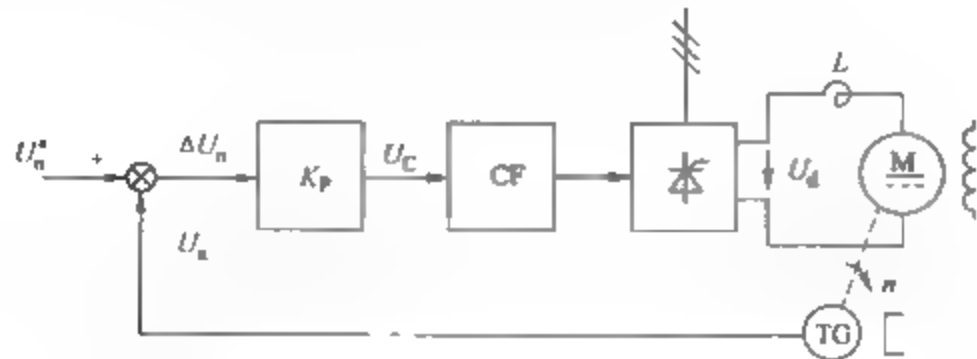 L
U*n + ΔUn KP UC CF Ud M
Un
n
TG